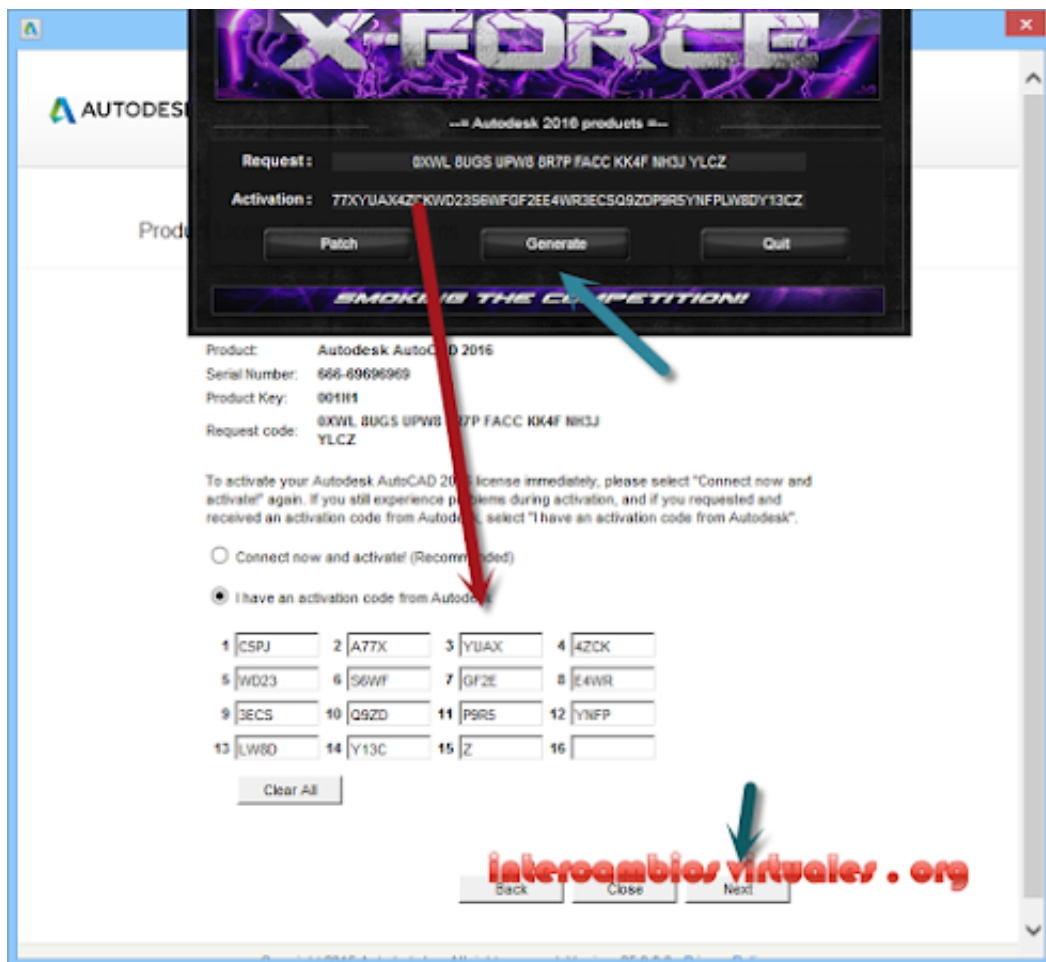 X-FORCE
AUTODES
--= Autodesk 2016 products =--
Request: 0XWL 8UGS UPW8 8R7P FACC KK4F NH3J YLCZ
Activation: 
Patch Generate Quit
SMOKING THE COMPETITION!
Product: Autodesk AutoCAD 2016
Serial Number: 666-69696969
Product Key: 001H1
Request code: 0XWL 8UGS UPW8 8R7P FACC KK4F NH3J
YLCZ
To activate your Autodesk AutoCAD 2016 license immediately, please select "Connect now and
activate!" again. If you still experience problems during activation, and if you requested and
received an activation code from Autodesk, select "I have an activation code from Autodesk".
Connect now and activate! (Recommended)
I have an activation code from Autodesk
1 CSPJ 2 A77X 3 YUAX 4 4ZCK
5 WD23 6 S6WF 7 GF2E 8 E4WR
9 3ECS 10 Q9ZD 11 P9R5 12 YNFP
13 LW8D 14 Y13C 15 Z 16
Clear All
intercambiosvirtuales.org
Back Close Next